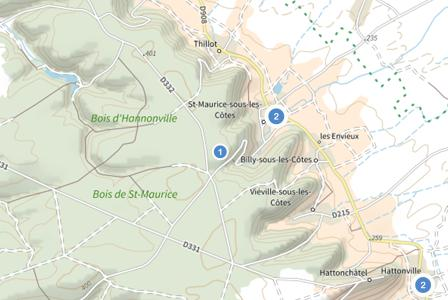 D908
Thillot
401
235
D332
St-Maurice-sous-les-
Côtes
2
Bois d'Hannonville
les Envieux
1
Billy-sous-les-Côtes
Bois de St-Maurice
Viéville-sous-les-
Côtes
D215
D331
259
Hattonchâtel
Hattonville
2
400